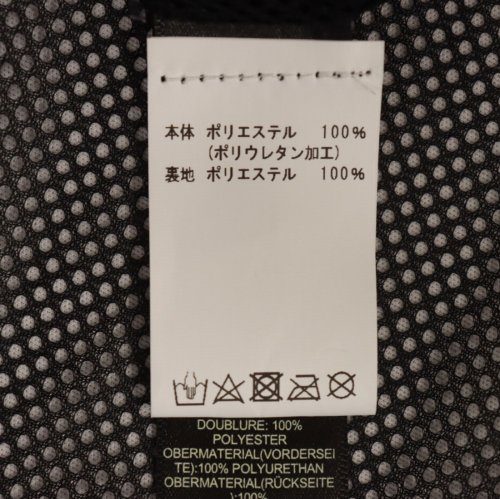 本体 ポリエステル 100%
(ポリウレタン加工)
裏地 ポリエステル 100%
DOUBLURE: 100%
POLYESTER
OBERMATERIAL(VORDERSEI
TE):100% POLYURETHAN
OBERMATERIAL(RÜCKSEITE
):100%